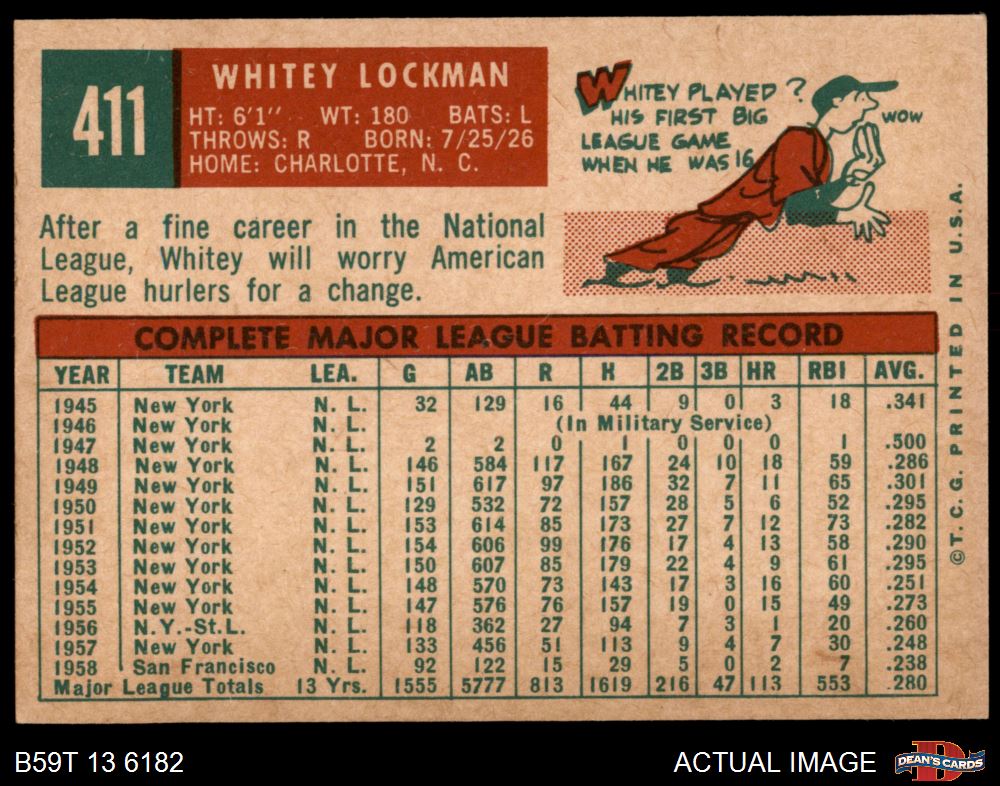 411
WHITEY LOCKMAN
HT: 6'1" WT: 180 BATS: L
THROWS: R BORN: 7/25/26
HOME: CHARLOTTE, N. C.
WHITEY PLAYED ?
HIS FIRST BIG
LEAGUE GAME
WHEN HE WAS 16
WOW
After a fine career in the National
League, Whitey will worry American
League hurlers for a change.
COMPLETE MAJOR LEAGUE BATTING RECORD
YEAR TEAM LEA. G AB R H 2B 3B HR RBI AVG.
1945 New York N. L. 32 129 16 44 9 0 3 18 .341
1946 New York N. L. (In Military Service)
1947 New York N. L. 2 2 0 1 0 0 0 1 .500
1948 New York N. L. 146 584 117 167 24 10 18 59 .286
1949 New York N. L. 151 617 97 186 32 7 11 65 .301
1950 New York N. L. 129 532 72 157 28 5 6 52 .295
1951 New York N. L. 153 614 85 173 27 7 12 73 .282
1952 New York N. L. 154 606 99 176 17 4 13 58 .290
1953 New York N. L. 150 607 85 179 22 4 9 61 .295
1954 New York N. L. 148 570 73 143 17 3 16 60 .251
1955 New York N. L. 147 576 76 157 19 0 15 49 .273
1956 N.Y.-St.L. N. L. 118 362 27 94 7 3 1 20 .260
1957 New York N. L. 133 456 51 113 9 4 7 30 .248
1958 San Francisco N. L. 92 122 15 29 5 0 2 7 .238
Major League Totals 13 Yrs. 1555 5777 813 1619 216 47 113 553 .280
©T. C. G. PRINTED IN U.S.A.
B59T 13 6182
ACTUAL IMAGE
DEAN'S CARDS